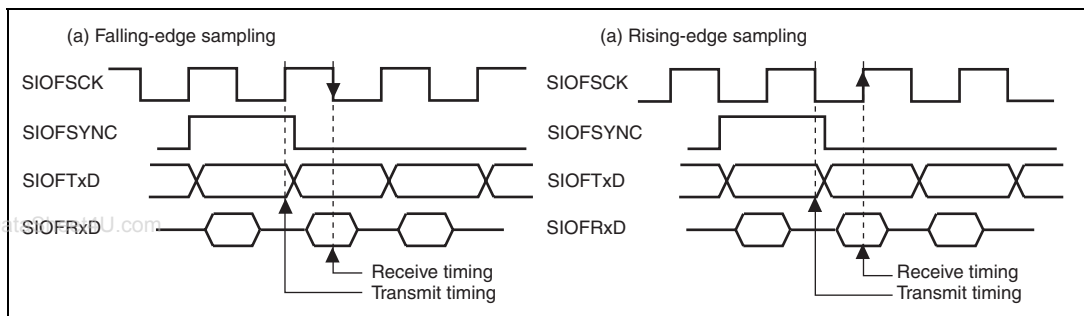 (a) Falling-edge sampling
SIOFSCK
SIOFSYNC
SIOFTxD
SIOFRxD
Receive timing
Transmit timing
(a) Rising-edge sampling
SIOFSCK
SIOFSYNC
SIOFTxD
SIOFRxD
Receive timing
Transmit timing